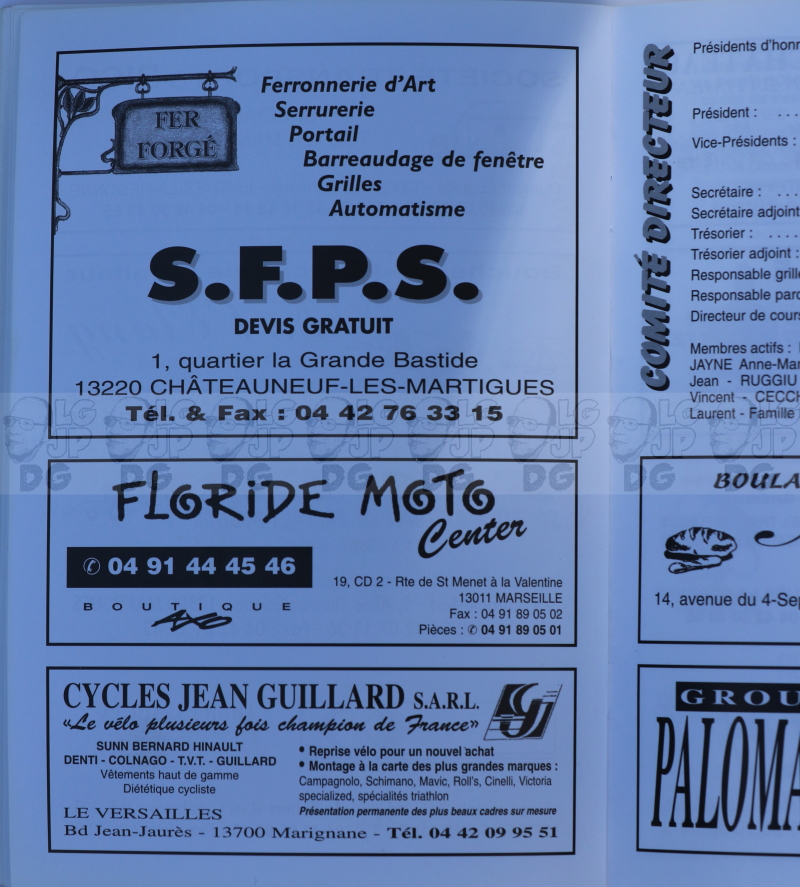 FER
FORGÉ
Ferronnerie d'Art
Serrurerie
Portail
Barreaudage de fenêtre
Grilles
Automatisme
S.F.P.S.
DEVIS GRATUIT
1, quartier la Grande Bastide
13220 CHÂTEAUNEUF-LES-MARTIGUES
Tél. & Fax : 04 42 76 33 15
FLORIDE MOTO
Center
✆ 04 91 44 45 46
BOUTIQUE
AXO
19, CD 2 - Rte de St Menet à la Valentine
13011 MARSEILLE
Fax : 04 91 89 05 02
Pièces : ✆ 04 91 89 05 01
CYCLES JEAN GUILLARD S.A.R.L.
«Le vélo plusieurs fois champion de France»
SUNN BERNARD HINAULT
DENTI - COLNAGO - T.V.T. - GUILLARD
Vêtements haut de gamme
Diététique cycliste
• Reprise vélo pour un nouvel achat
• Montage à la carte des plus grandes marques :
Campagnolo, Schimano, Mavic, Roll's, Cinelli, Victoria
specialized, spécialités triathlon
Présentation permanente des plus beaux cadres sur mesure
LE VERSAILLES
Bd Jean-Jaurès - 13700 Marignane - Tél. 04 42 09 95 51
COMITÉ DIRECTEUR
Présidents d'honn
Président : ...
Vice-Présidents :
Secrétaire : ...
Secrétaire adjoint
Trésorier : ....
Trésorier adjoint :
Responsable grille
Responsable parc
Directeur de cours
Membres actifs :
JAYNE Anne-Mar
Jean - RUGGIU
Vincent - CECCH
Laurent - Famille
BOULA
14, avenue du 4-Sep
GROU
PALOMA
LG JP DG